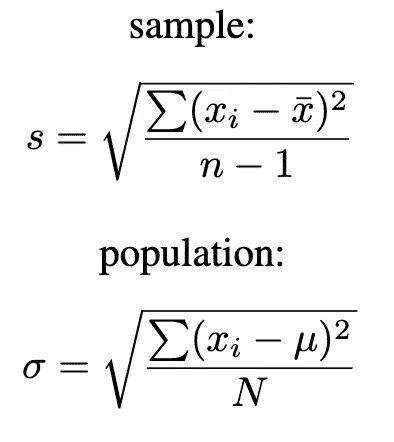 sample:
s = √(∑(xᵢ − x̄)² / (n − 1))
population:
σ = √(∑(xᵢ − μ)² / N)